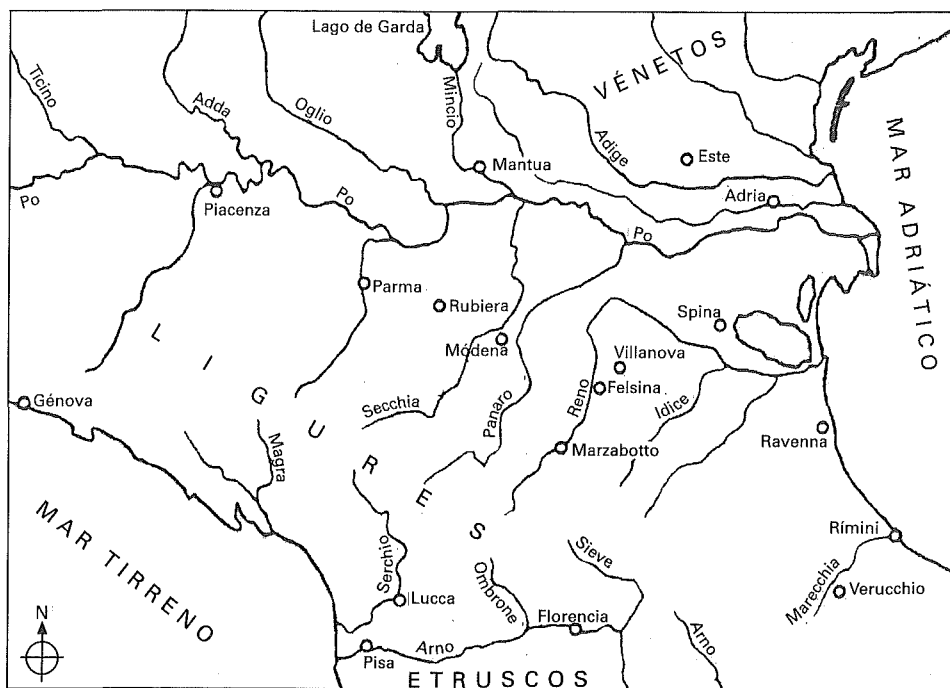 Lago de Garda
VÉNETOS
Ticino
Adda
Oglio
Mincio
Adige
MAR ADRIÁTICO
Mantua
Este
Po
Piacenza
Po
Adria
Po
Parma
Rubiera
Spina
LIGURES
Módena
Villanova
Felsina
Génova
Secchia
Panaro
Reno
Idice
Magra
Marzabotto
Ravenna
MAR TIRRENO
Rímini
Sieve
Serchio
Ombrone
Marecchia
Verucchio
Lucca
Florencia
N
Arno
Arno
Pisa
ETRUSCOS